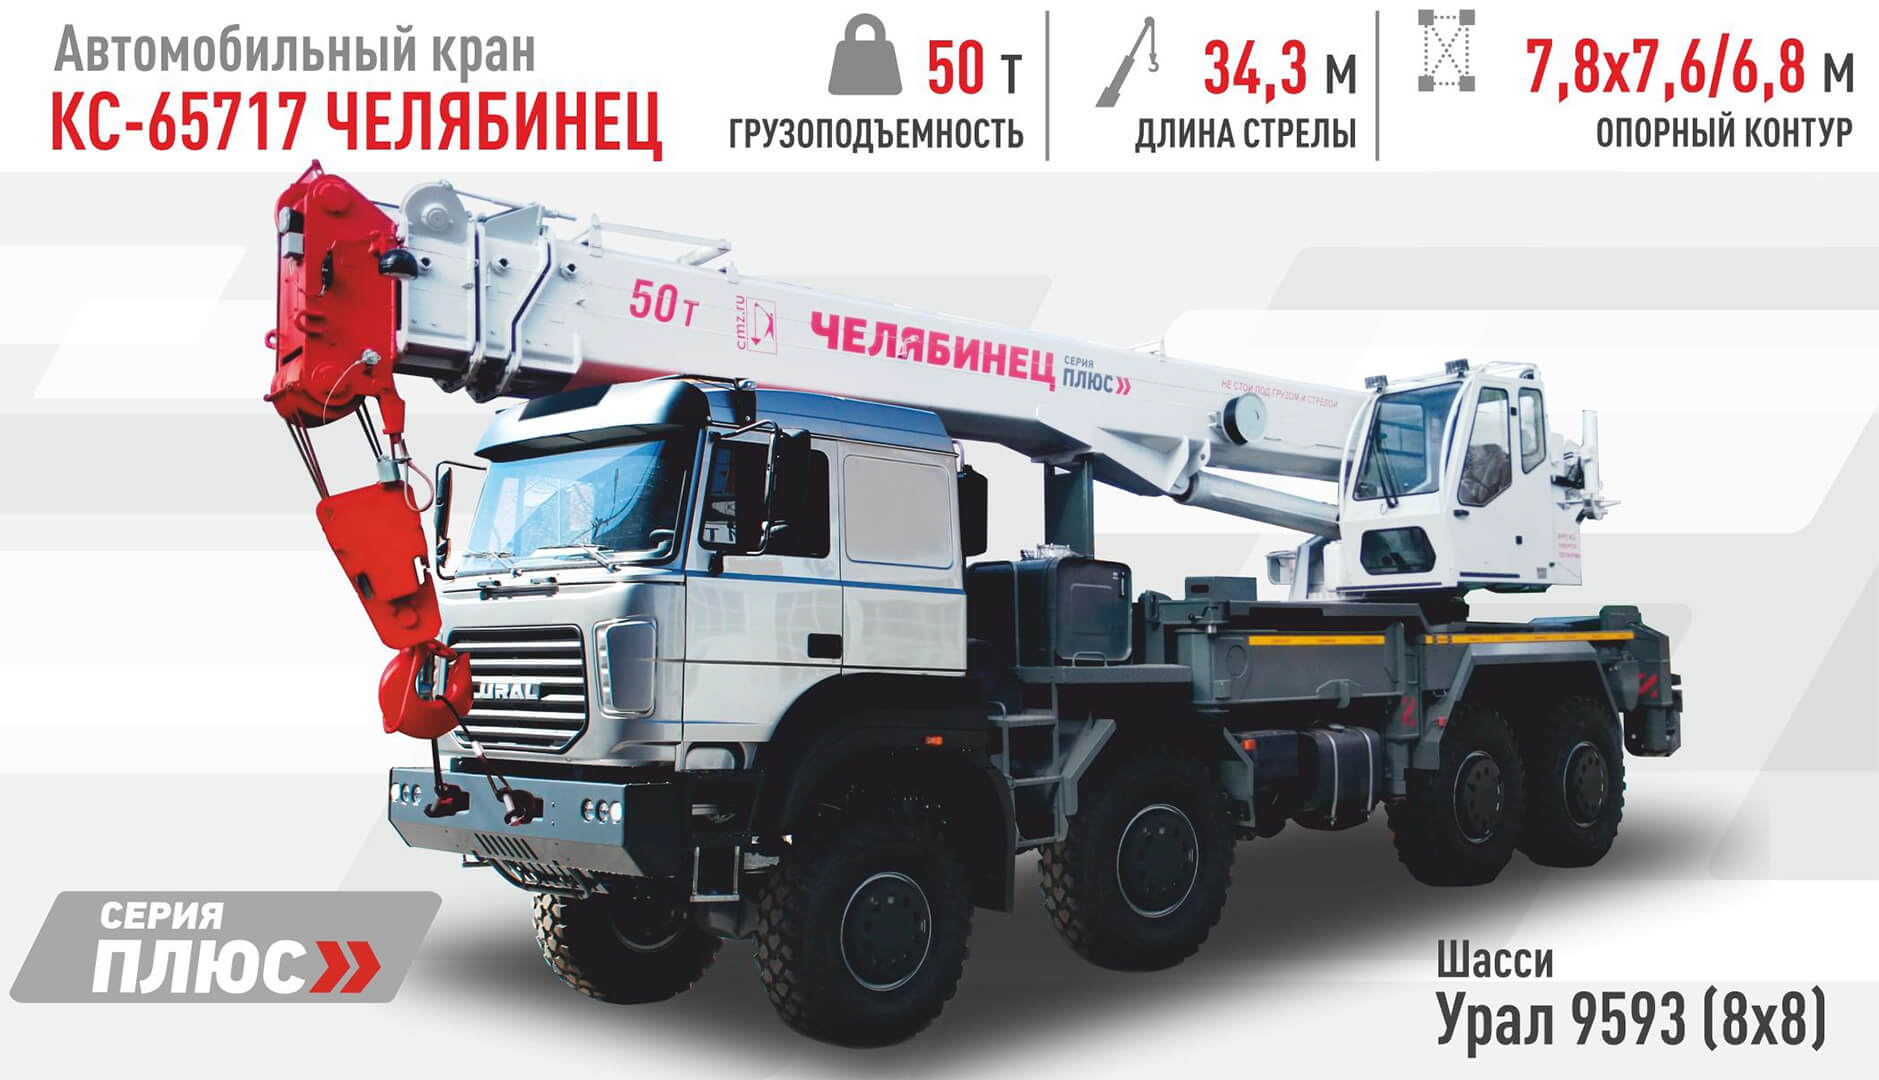 Автомобильный кран
КС-65717 ЧЕЛЯБИНЕЦ
50 т
ГРУЗОПОДЪЕМНОСТЬ
34,3 м
ДЛИНА СТРЕЛЫ
7,8х7,6/6,8 м
ОПОРНЫЙ КОНТУР
50 т
cmz.ru
ЧЕЛЯБИНЕЦ
СЕРИЯ
ПЛЮС
НЕ СТОЙ ПОД ГРУЗОМ И СТРЕЛОЙ
URAL
СЕРИЯ
ПЛЮС
Шасси
Урал 9593 (8х8)